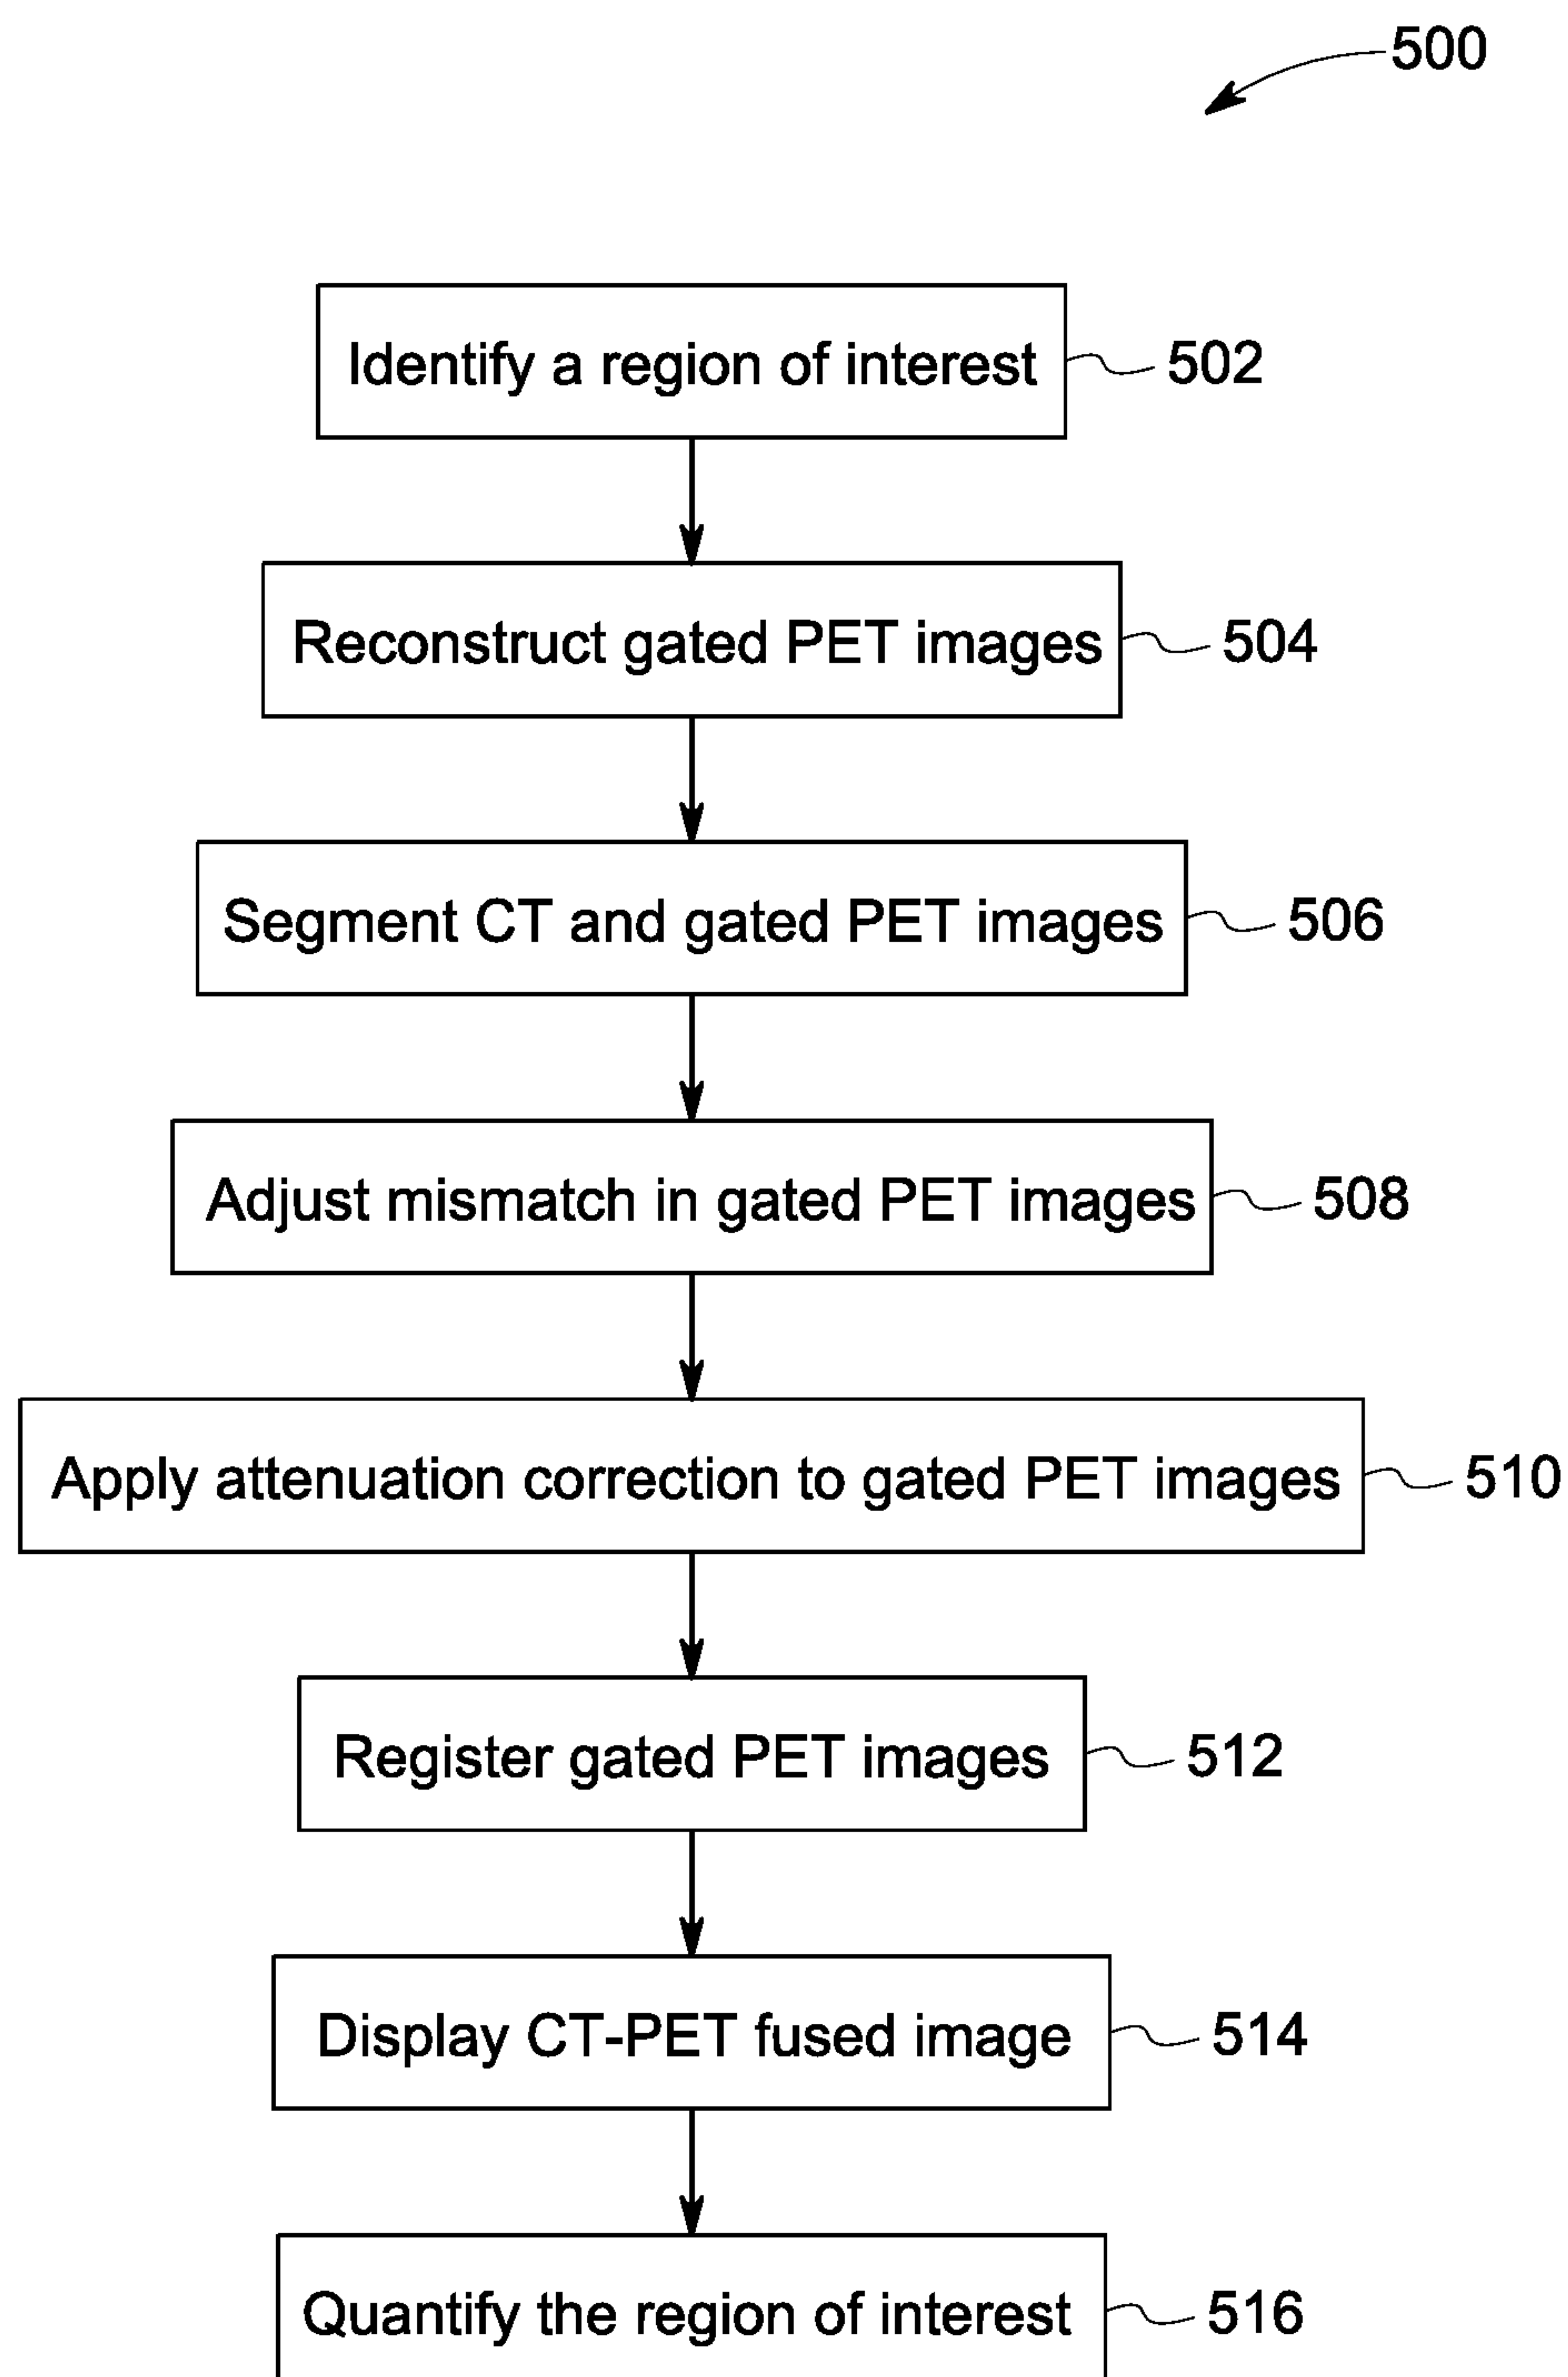 500
Identify a region of interest
502
Reconstruct gated PET images
504
Segment CT and gated PET images
506
Adjust mismatch in gated PET images
508
Apply attenuation correction to gated PET images
510
Register gated PET images
512
Display CT-PET fused image
514
Quantify the region of interest
516